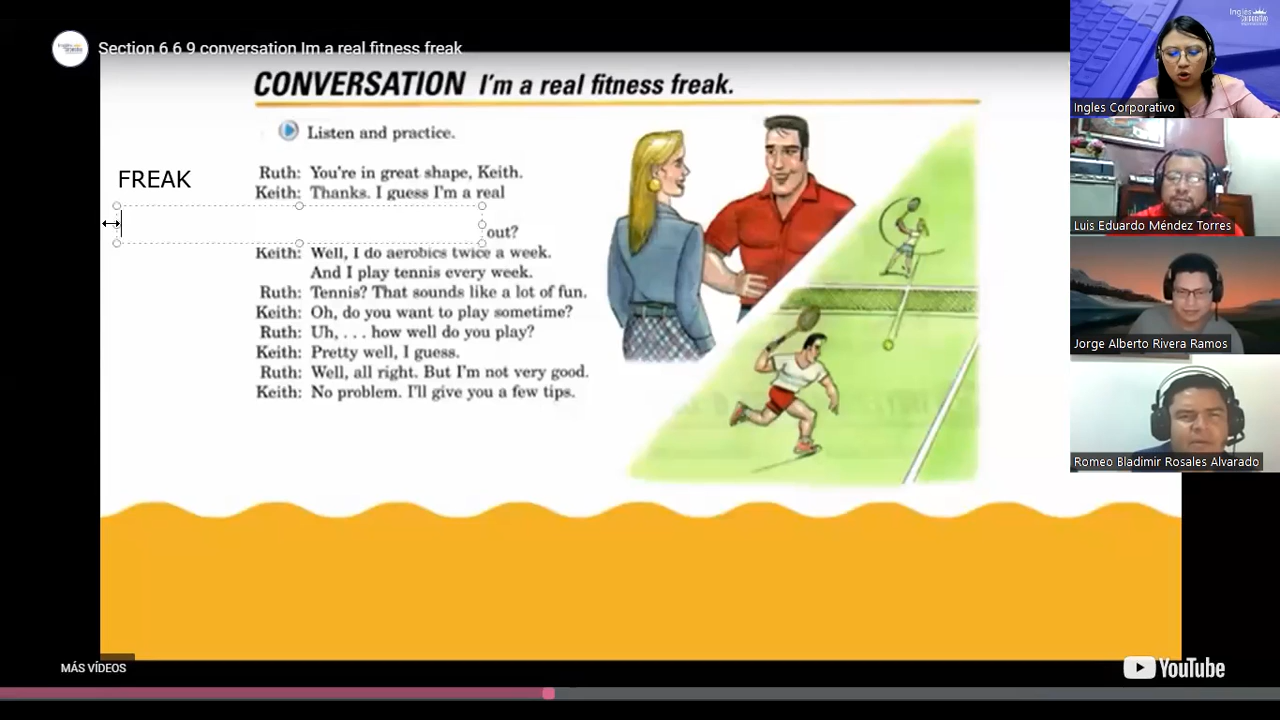 Section 6 6 9 conversation Im a real fitness freak
CONVERSATION I'm a real fitness freak.
Listen and practice.
Ruth: You're in great shape, Keith.
Keith: Thanks. I guess I'm a real
FREAK
out?
Keith: Well, I do aerobics twice a week.
And I play tennis every week.
Ruth: Tennis? That sounds like a lot of fun.
Keith: Oh, do you want to play sometime?
Ruth: Uh, . . . how well do you play?
Keith: Pretty well, I guess.
Ruth: Well, all right. But I'm not very good.
Keith: No problem. I'll give you a few tips.
MÁS VÍDEOS
YouTube
Ingles Corporativo
Luis Eduardo Méndez Torres
Jorge Alberto Rivera Ramos
Romeo Bladimir Rosales Alvarado